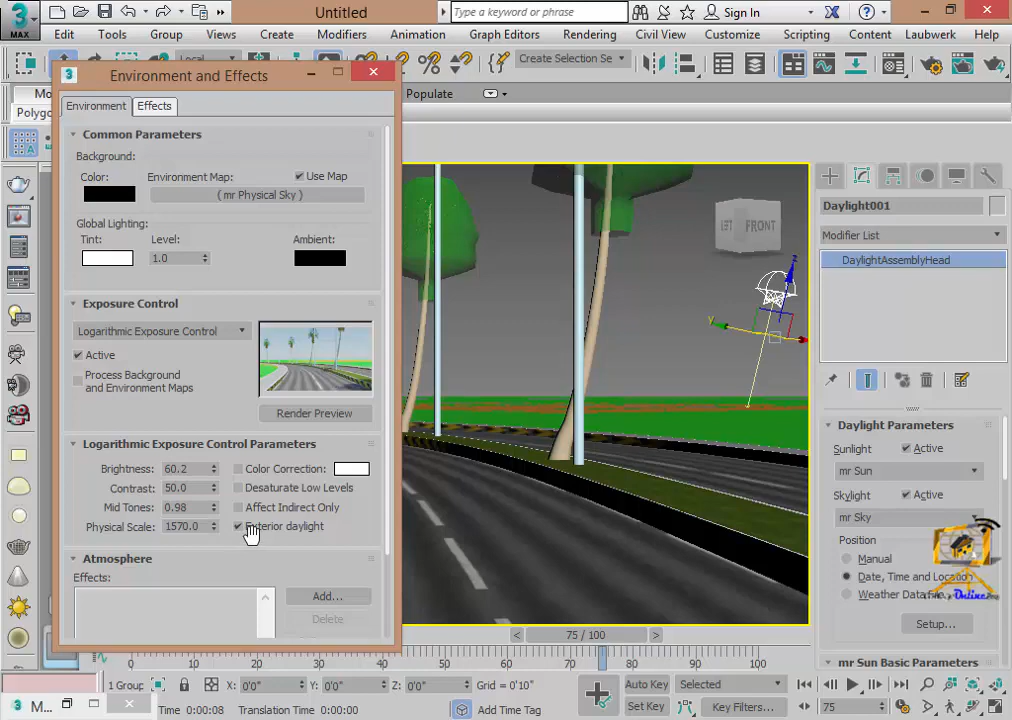 MAX
Untitled
Type a keyword or phrase
Sign In
Edit Tools Group Views Create Modifiers Animation Graph Editors Rendering Civil View Customize Scripting Content Laubwerk Help
Local
Create Selection Se
Mo
Populate
Polyg
Environment and Effects
Environment Effects
Common Parameters
Background:
Color: Environment Map: Use Map
( mr Physical Sky )
Global Lighting:
Tint: Level: Ambient:
1.0
Exposure Control
Logarithmic Exposure Control
Active
Process Background
and Environment Maps
Render Preview
Logarithmic Exposure Control Parameters
Brightness: 60.2 Color Correction:
Contrast: 50.0 Desaturate Low Levels
Mid Tones: 0.98 Affect Indirect Only
Physical Scale: 1570.0 Exterior daylight
Atmosphere
Effects:
Add...
Delete
LEFT FRONT
z
y
Daylight001
Modifier List
DaylightAssemblyHead
Daylight Parameters
Sunlight Active
mr Sun
Skylight Active
mr Sky
Position
Manual
Date, Time and Location
Weather Data File
Online
Setup...
mr Sun Basic Parameters
< 75 / 100 >
10 20 30 40 50 60 70 80 90 100
1 Group X: 0'0" Y: 0'0" Z: 0'0" Grid = 0'10" Auto Key Selected
M... Time 0:00:08 Translation Time 0:00:00 Add Time Tag Set Key Key Filters... 75